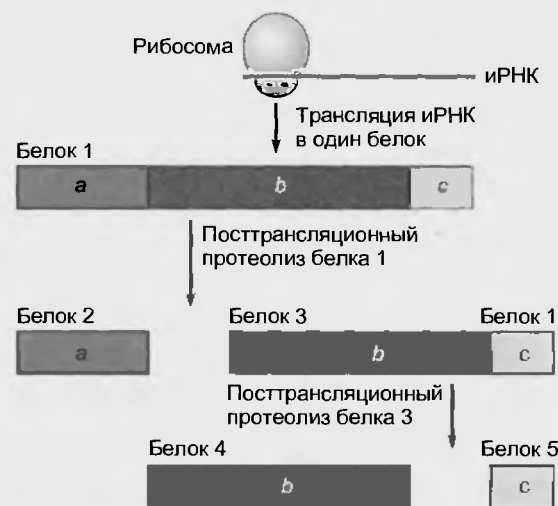 Рибосома
иРНК
Трансляция иРНК
в один белок
Белок 1
a b c
Посттрансляционный
протеолиз белка 1
Белок 2 Белок 3 Белок 1
a b c
Посттрансляционный
протеолиз белка 3
Белок 4 Белок 5
b c